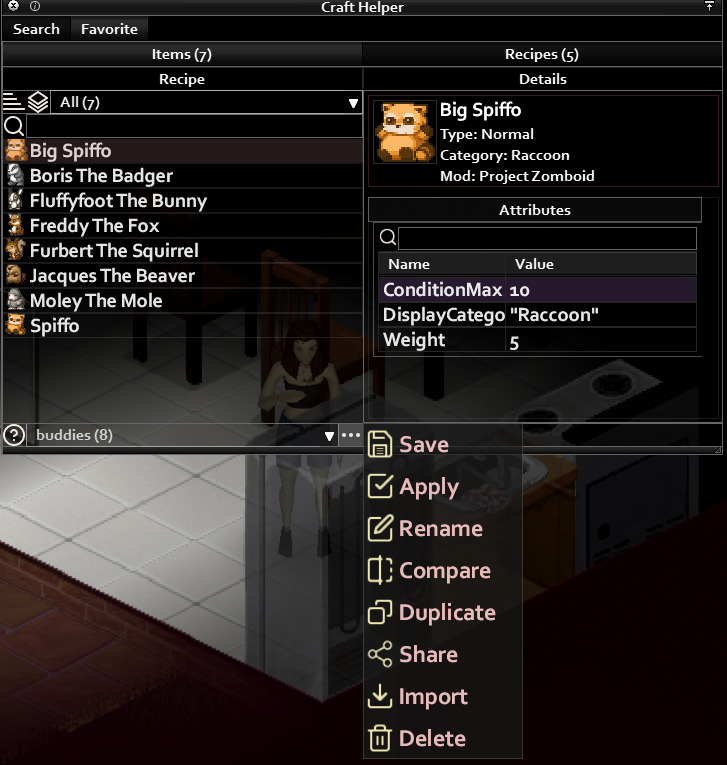 Craft Helper
Search Favorite
Items (7) Recipes (5)
Recipe Details
All (7)
Big Spiffo
Type: Normal
Category: Raccoon
Mod: Project Zomboid
Big Spiffo
Boris The Badger
Fluffyfoot The Bunny
Freddy The Fox
Furbert The Squirrel
Jacques The Beaver
Moley The Mole
Spiffo
Attributes
Name Value
ConditionMax 10
DisplayCatego "Raccoon"
Weight 5
buddies (8)
Save
Apply
Rename
Compare
Duplicate
Share
Import
Delete